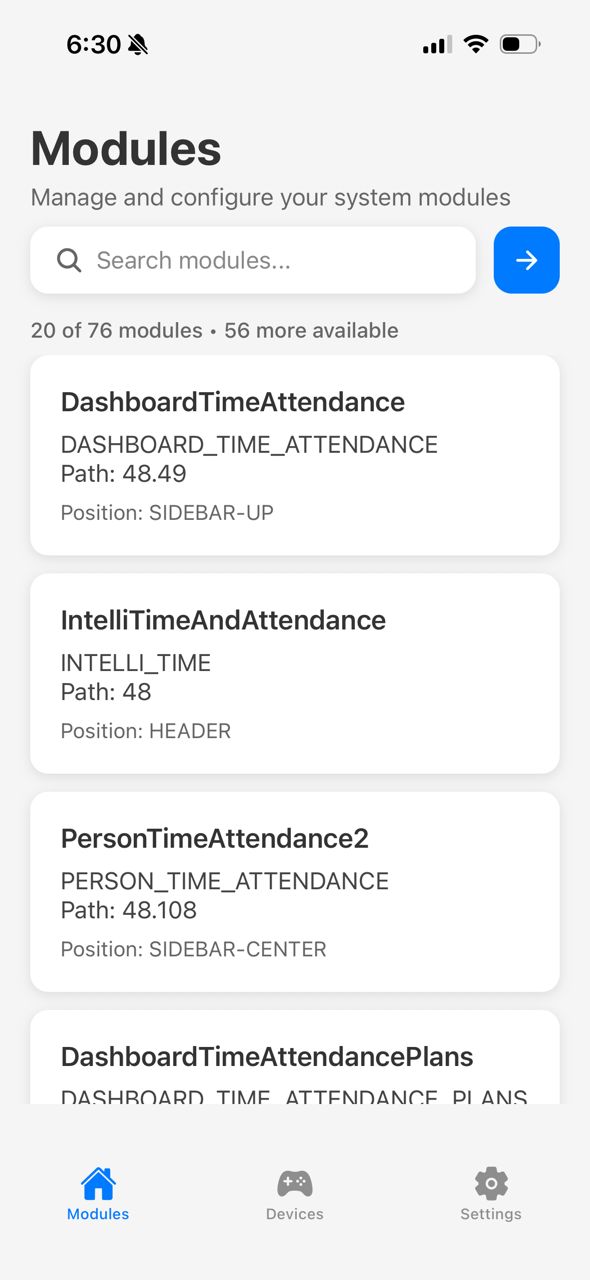 6:30
Modules
Manage and configure your system modules
Search modules...
20 of 76 modules • 56 more available
DashboardTimeAttendance
DASHBOARD_TIME_ATTENDANCE
Path: 48.49
Position: SIDEBAR-UP
IntelliTimeAndAttendance
INTELLI_TIME
Path: 48
Position: HEADER
PersonTimeAttendance2
PERSON_TIME_ATTENDANCE
Path: 48.108
Position: SIDEBAR-CENTER
DashboardTimeAttendancePlans
DASHBOARD_TIME_ATTENDANCE_PLANS
Modules Devices Settings